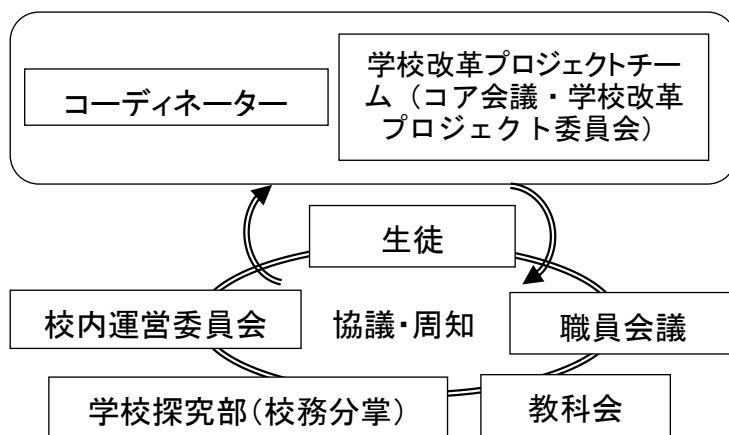 コーディネーター
学校改革プロジェクトチー
ム（コア会議・学校改革
プロジェクト委員会）
生徒
校内運営委員会
協議・周知
職員会議
学校探究部（校務分掌）
教科会